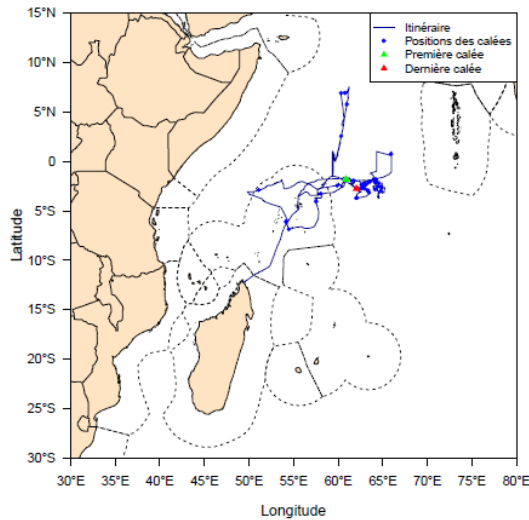 15°N
10°N
5°N
0
5°S
10°S
15°S
20°S
25°S
30°S
Latitude
30°E 35°E 40°E 45°E 50°E 55°E 60°E 65°E 70°E 75°E 80°E
Longitude
Itinéraire
Positions des calées
Première calée
Dernière calée